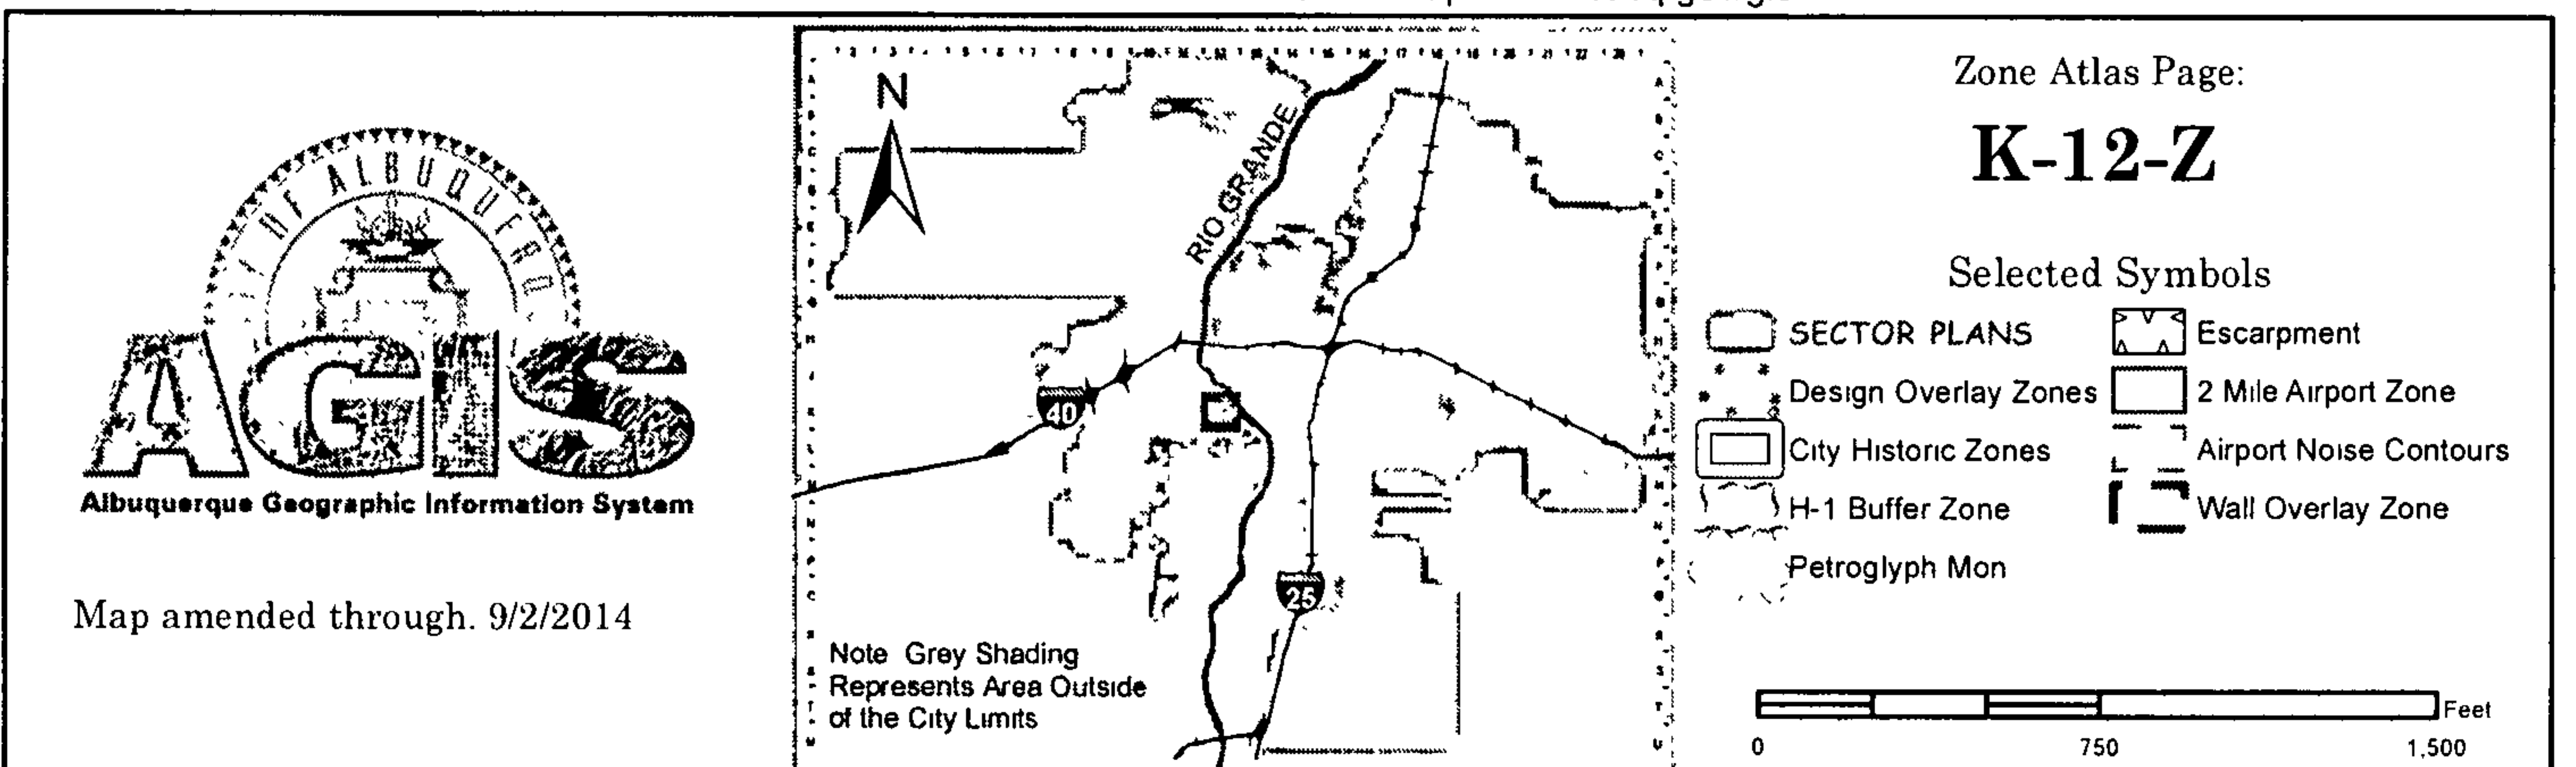 OF ALBUQUERQ
AGIS
Albuquerque Geographic Information System
Map amended through. 9/2/2014
N
RIO GRANDE
40
25
Note Grey Shading
Represents Area Outside
of the City Limits
Zone Atlas Page:
K-12-Z
Selected Symbols
SECTOR PLANS
Design Overlay Zones
City Historic Zones
H-1 Buffer Zone
Petroglyph Mon
Escarpment
2 Mile Airport Zone
Airport Noise Contours
Wall Overlay Zone
Feet
0 750 1,500